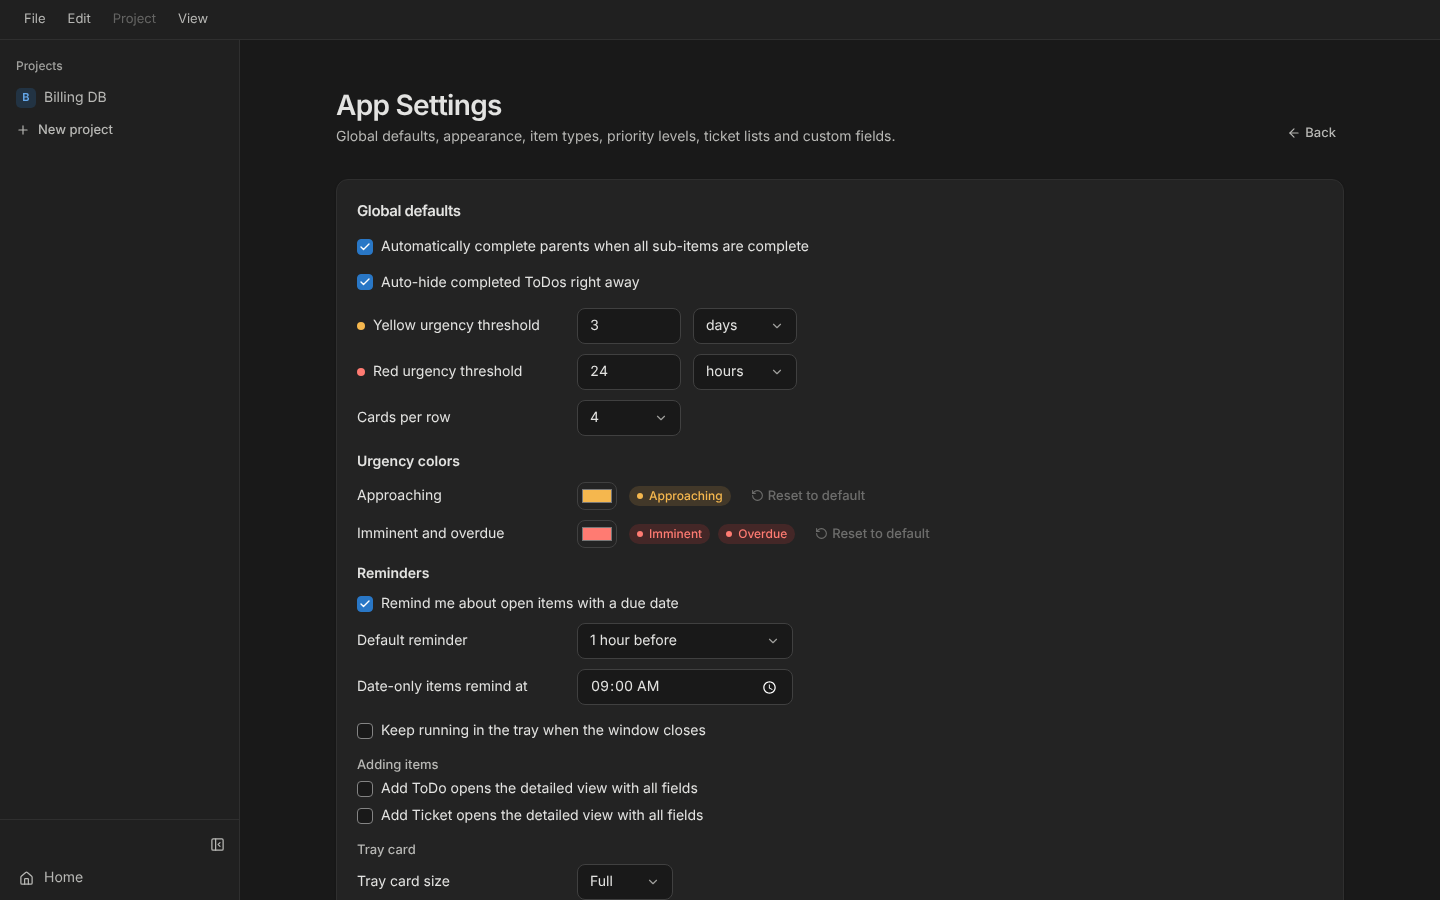 File Edit Project View
Projects
B Billing DB
New project
App Settings
Global defaults, appearance, item types, priority levels, ticket lists and custom fields.
Back
Global defaults
Automatically complete parents when all sub-items are complete
Auto-hide completed ToDos right away
Yellow urgency threshold 3 days
Red urgency threshold 24 hours
Cards per row 4
Urgency colors
Approaching Approaching Reset to default
Imminent and overdue Imminent Overdue Reset to default
Reminders
Remind me about open items with a due date
Default reminder 1 hour before
Date-only items remind at 09:00 AM
Keep running in the tray when the window closes
Adding items
Add ToDo opens the detailed view with all fields
Add Ticket opens the detailed view with all fields
Tray card
Tray card size Full
Home